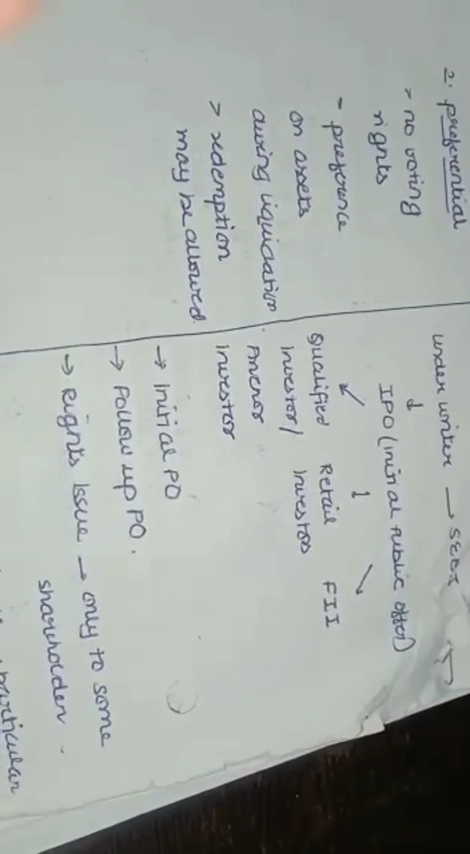 2. preferential
> no voting
rights
- preference
on assets
during liquidation
> redemption
may be allowed
under writer → SEBI
↓
IPO (initial public offer)
↙ ↓ ↘
Qualified Retail FII
investor/ investors
Anchor
investor
→ Initial PO
→ Follow up PO.
→ Rights Issue → only to some
shareholder.
particular